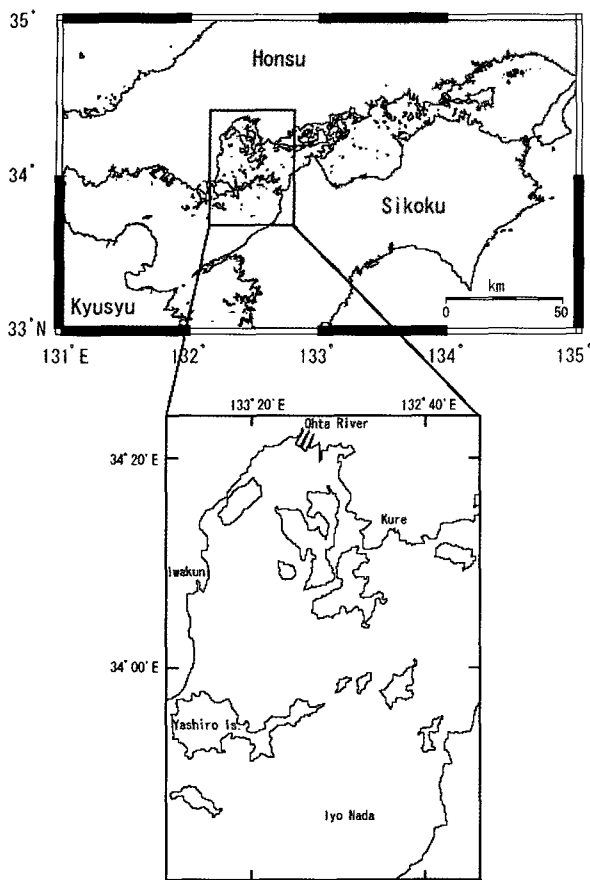 35°
Honsu
34°
Sikoku
km
Kyusyu
0 50
33°N
131°E 132° 133° 134° 135°
133°20' 132°40'
Ohta River
34°20'E
Kure
Iwakuni
34°00'E
Yashiro Is.
Iyo Nada